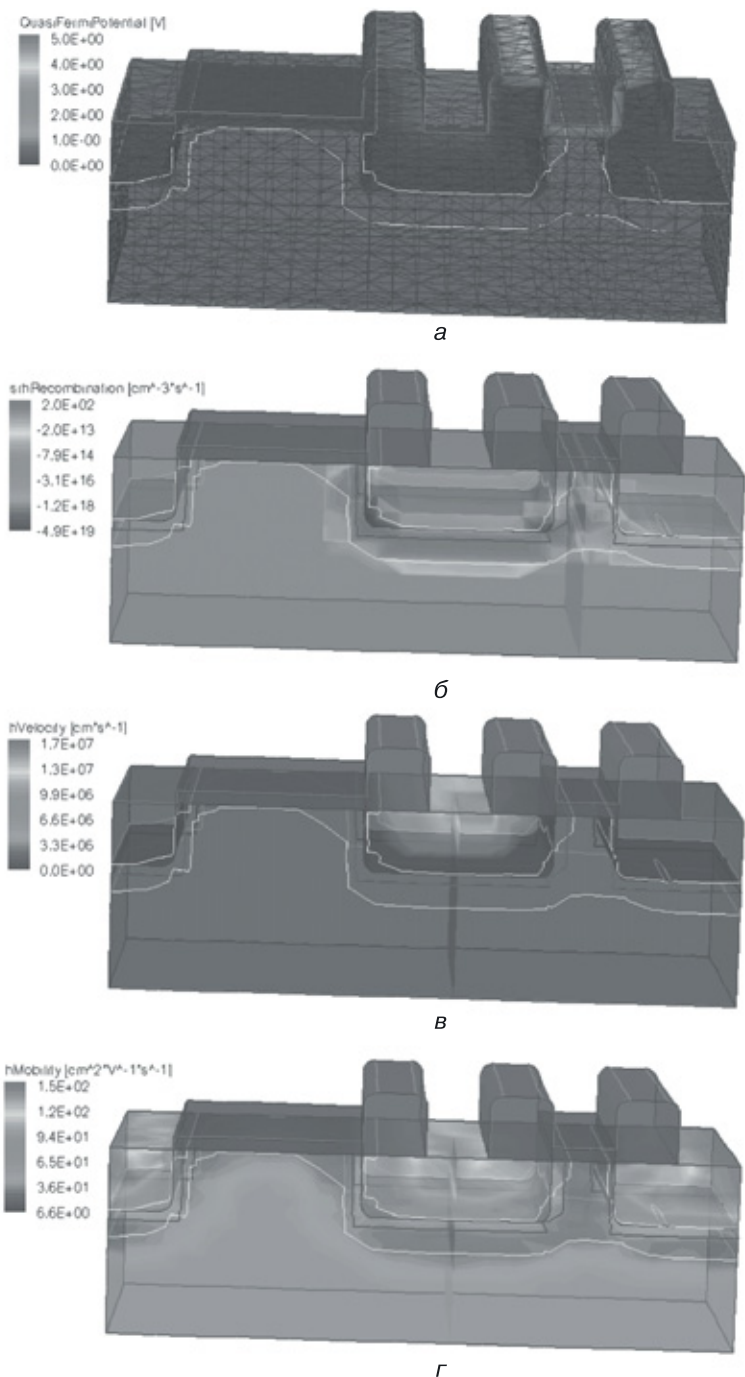 QuasiFermiPotential [V]
5.0E+00
4.0E+00
3.0E+00
2.0E+00
1.0E-00
0.0E+00
а
srhRecombination [cm^-3*s^-1]
2.0E+02
-2.0E+13
-7.9E+14
-3.1E+16
-1.2E+18
-4.9E+19
б
hVelocity [cm*s^-1]
1.7E+07
1.3E+07
9.9E+06
6.6E+06
3.3E+06
0.0E+00
в
hMobility [cm^2*V^-1*s^-1]
1.5E+02
1.2E+02
9.4E+01
6.5E+01
3.6E+01
6.6E+00
г